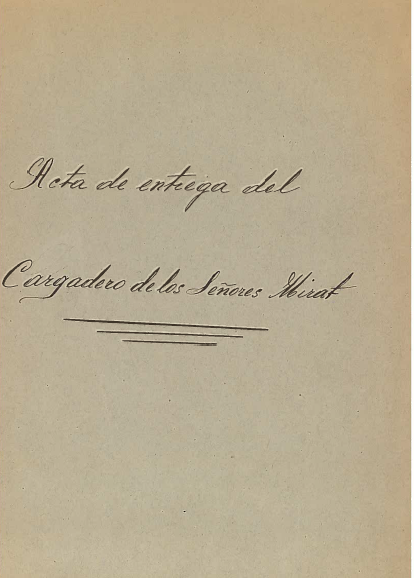 Acta de entrega del
Cargadero de los Señores Mirat